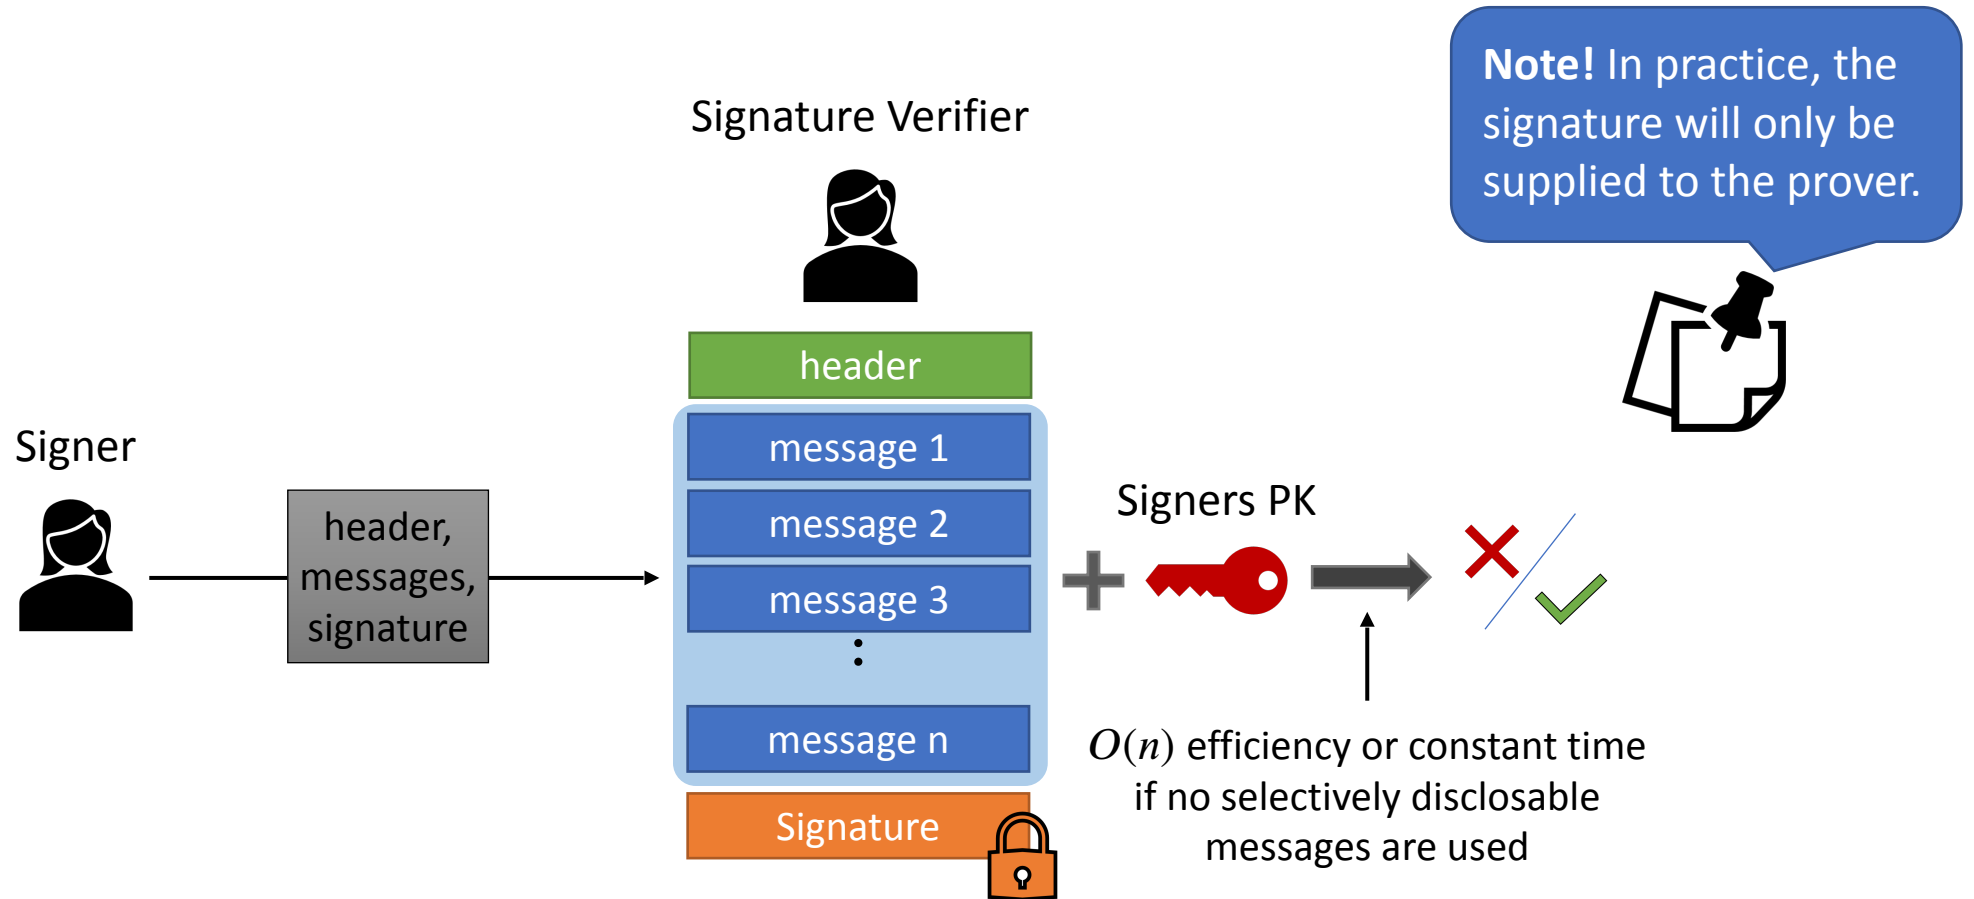 Note! In practice, the
signature will only be
supplied to the prover.
Signature Verifier
header
Signer
header,
messages,
signature
message 1
message 2
message 3
:
message n
Signature
Signers PK
O(n) efficiency or constant time
if no selectively disclosable
messages are used